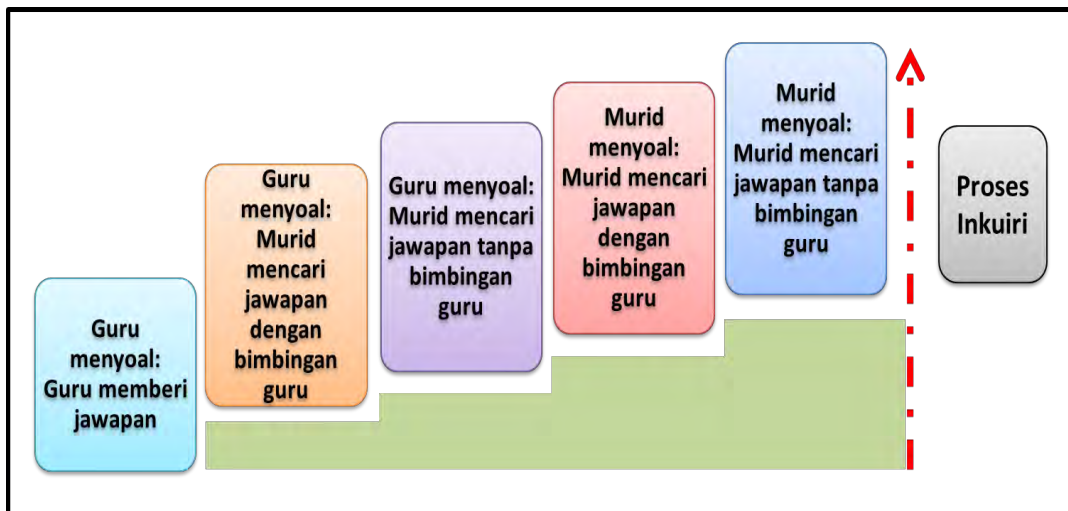 Guru
menyoal:
Guru memberi
jawapan
Guru
menyoal:
Murid
mencari
jawapan
dengan
bimbingan
guru
Guru menyoal:
Murid mencari
jawapan tanpa
bimbingan
guru
Murid
menyoal:
Murid mencari
jawapan
dengan
bimbingan
guru
Murid
menyoal:
Murid mencari
jawapan tanpa
bimbingan
guru
Proses
Inkuiri